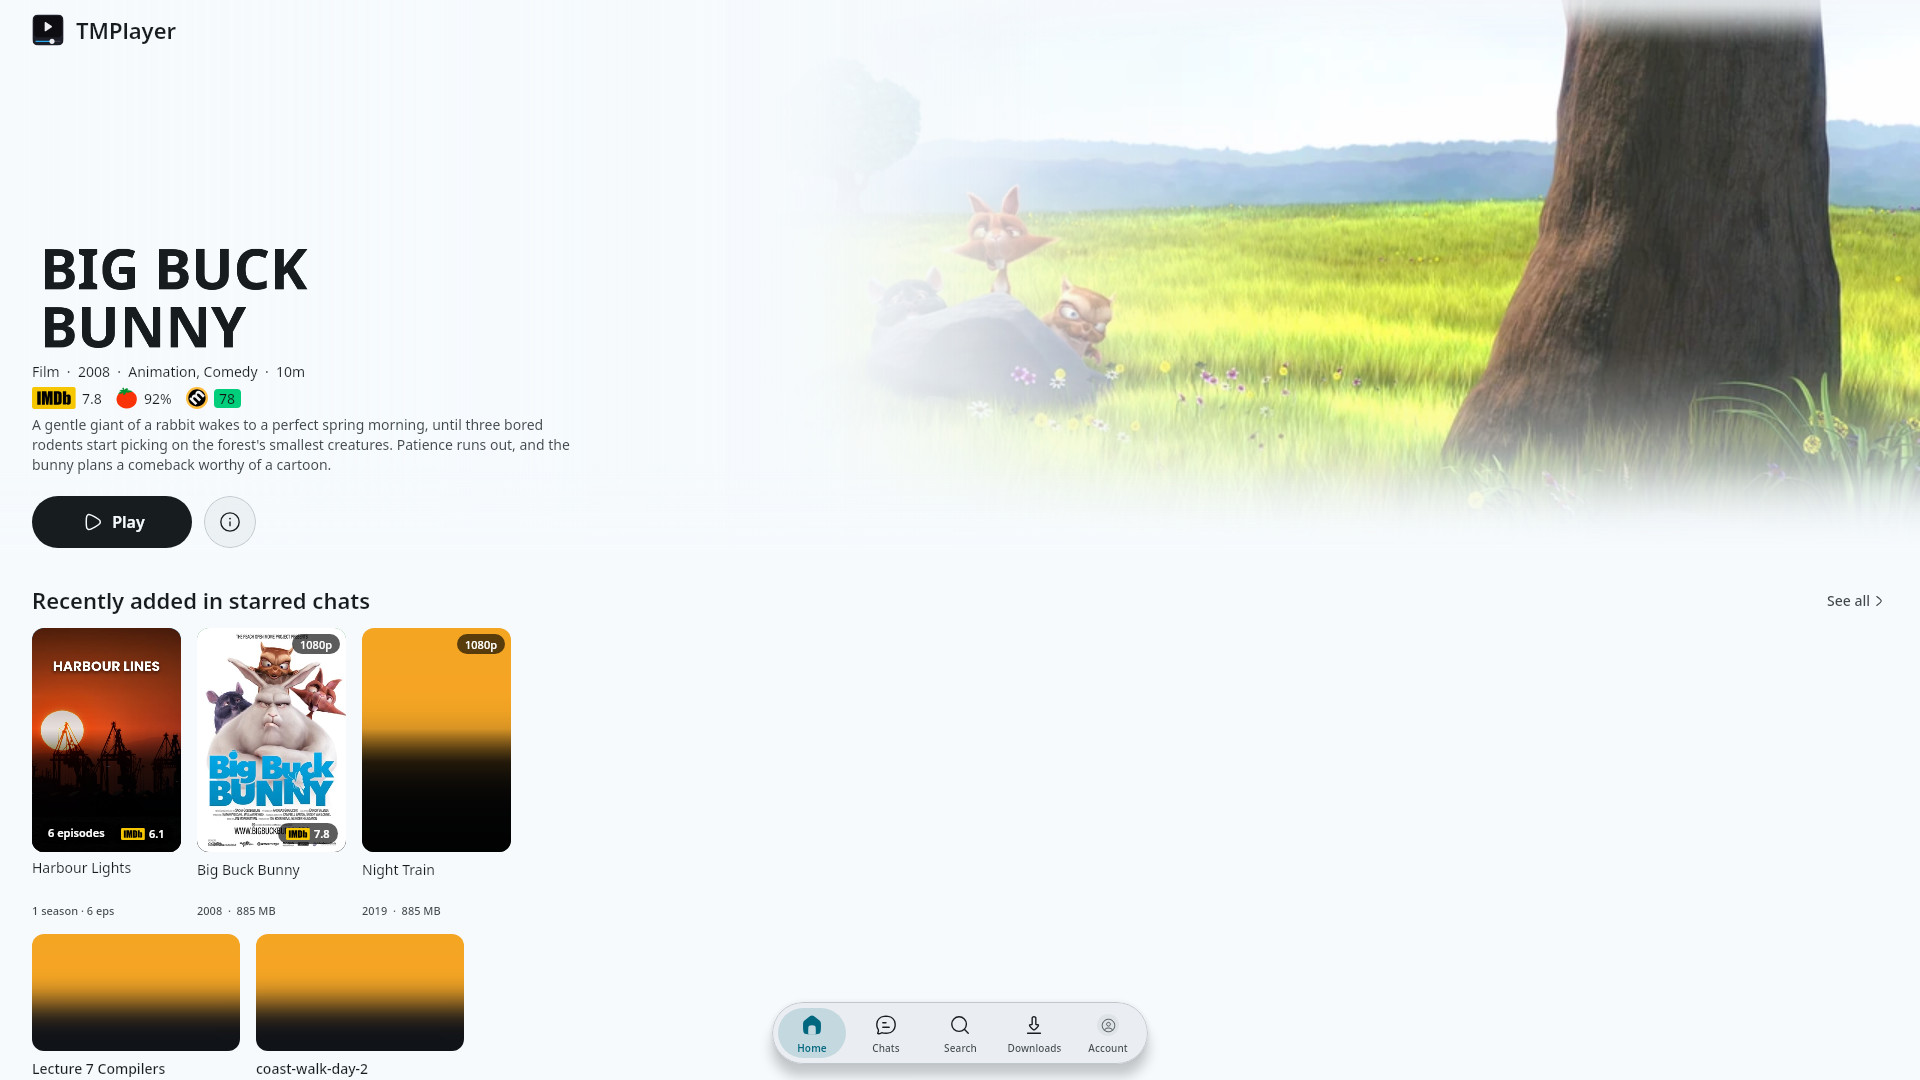 TMPlayer
BIG BUCK
BUNNY
Film · 2008 · Animation, Comedy · 10m
IMDb 7.8 92% 78
A gentle giant of a rabbit wakes to a perfect spring morning, until three bored
rodents start picking on the forest's smallest creatures. Patience runs out, and the
bunny plans a comeback worthy of a cartoon.
Play
Recently added in starred chats
See all
HARBOUR LINES
6 episodes
IMDb 6.1
Harbour Lights
1 season · 6 eps
1080p
Big Buck
BUNNY
IMDb 7.8
Big Buck Bunny
2008 · 885 MB
1080p
Night Train
2019 · 885 MB
Lecture 7 Compilers
coast-walk-day-2
Home
Chats
Search
Downloads
Account